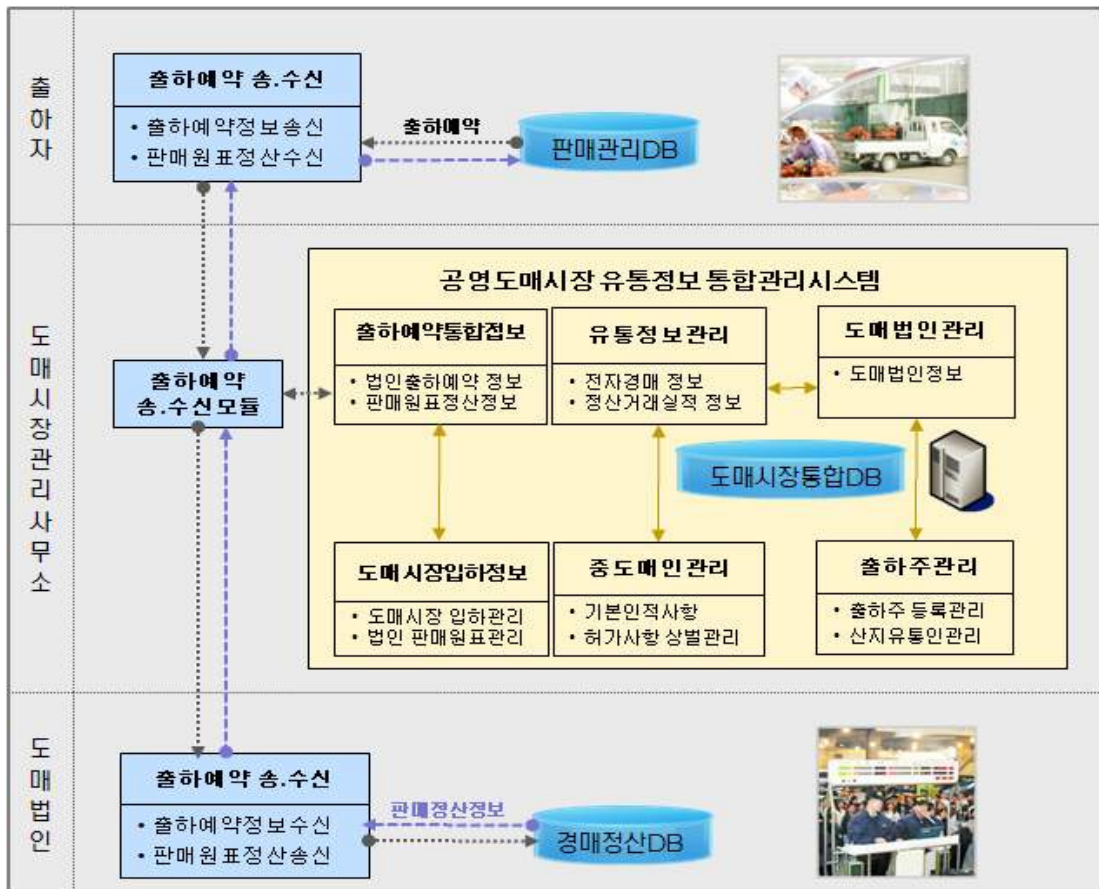 출하자
출하예약 송.수신
• 출하예약정보송신
• 판매원표정산수신
출하예약
판매관리DB
도매시장관리사무소
공영도매시장 유통정보 통합관리시스템
출하예약통합접보
• 법인출하예약 정보
• 판매원표정산정보
유통정보관리
• 전자경매 정보
• 정산거래실적 정보
도매법인관리
• 도매법인정보
출하예약
송.수신모듈
도매시장통합DB
도매시장입하정보
• 도매시장 입하관리
• 법인 판매원표관리
중도매인관리
• 기본인적사항
• 허가사항 상벌관리
출하주관리
• 출하주 등록관리
• 산지유통인관리
도매법인
출하예약 송.수신
• 출하예약정보수신
• 판매원표정산송신
판매정산정보
경매정산DB